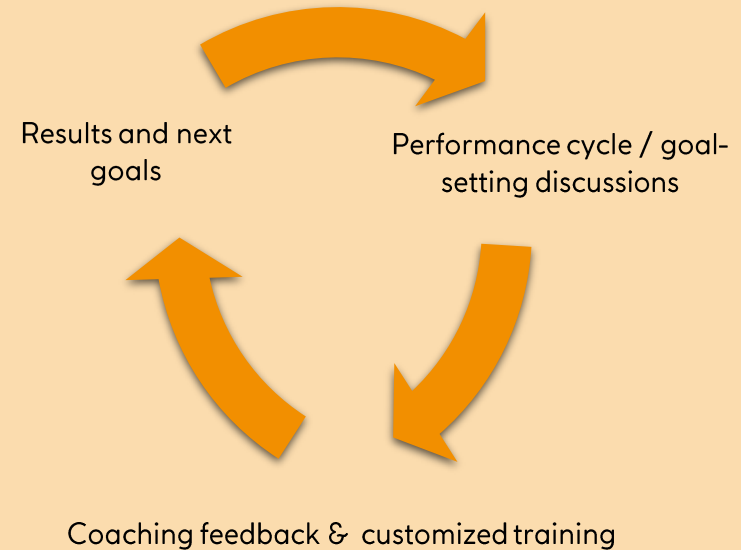 Results and next
goals
Performance cycle / goal-
setting discussions
Coaching feedback & customized training